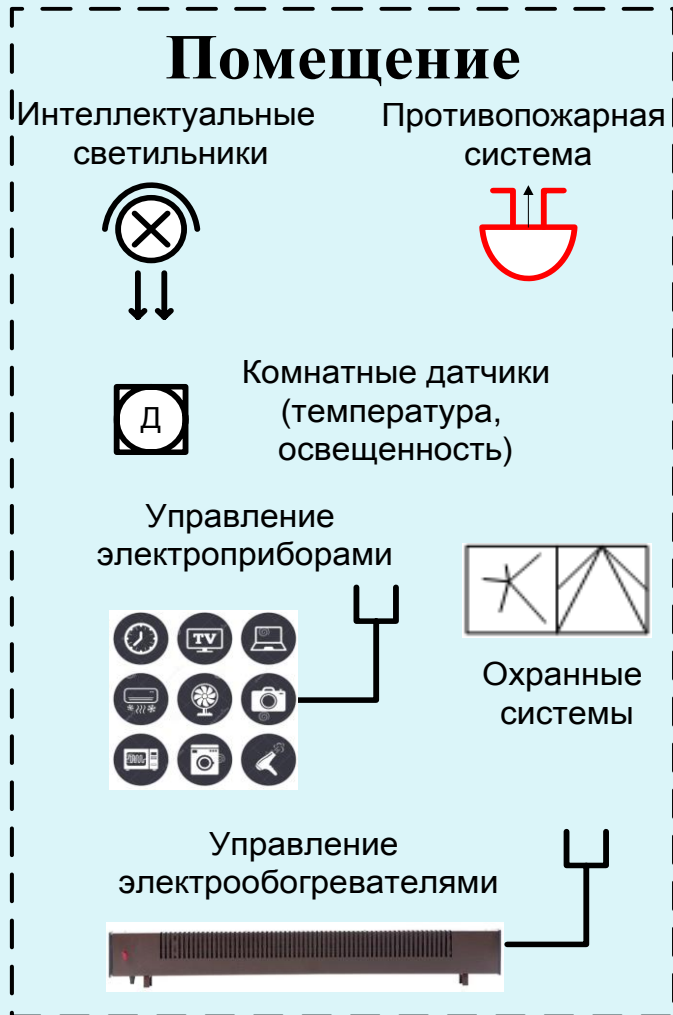 Помещение
Интеллектуальные
светильники
Противопожарная
система
Д
Комнатные датчики
(температура,
освещенность)
Управление
электроприборами
TV
Охранные
системы
Управление
электрообогревателями